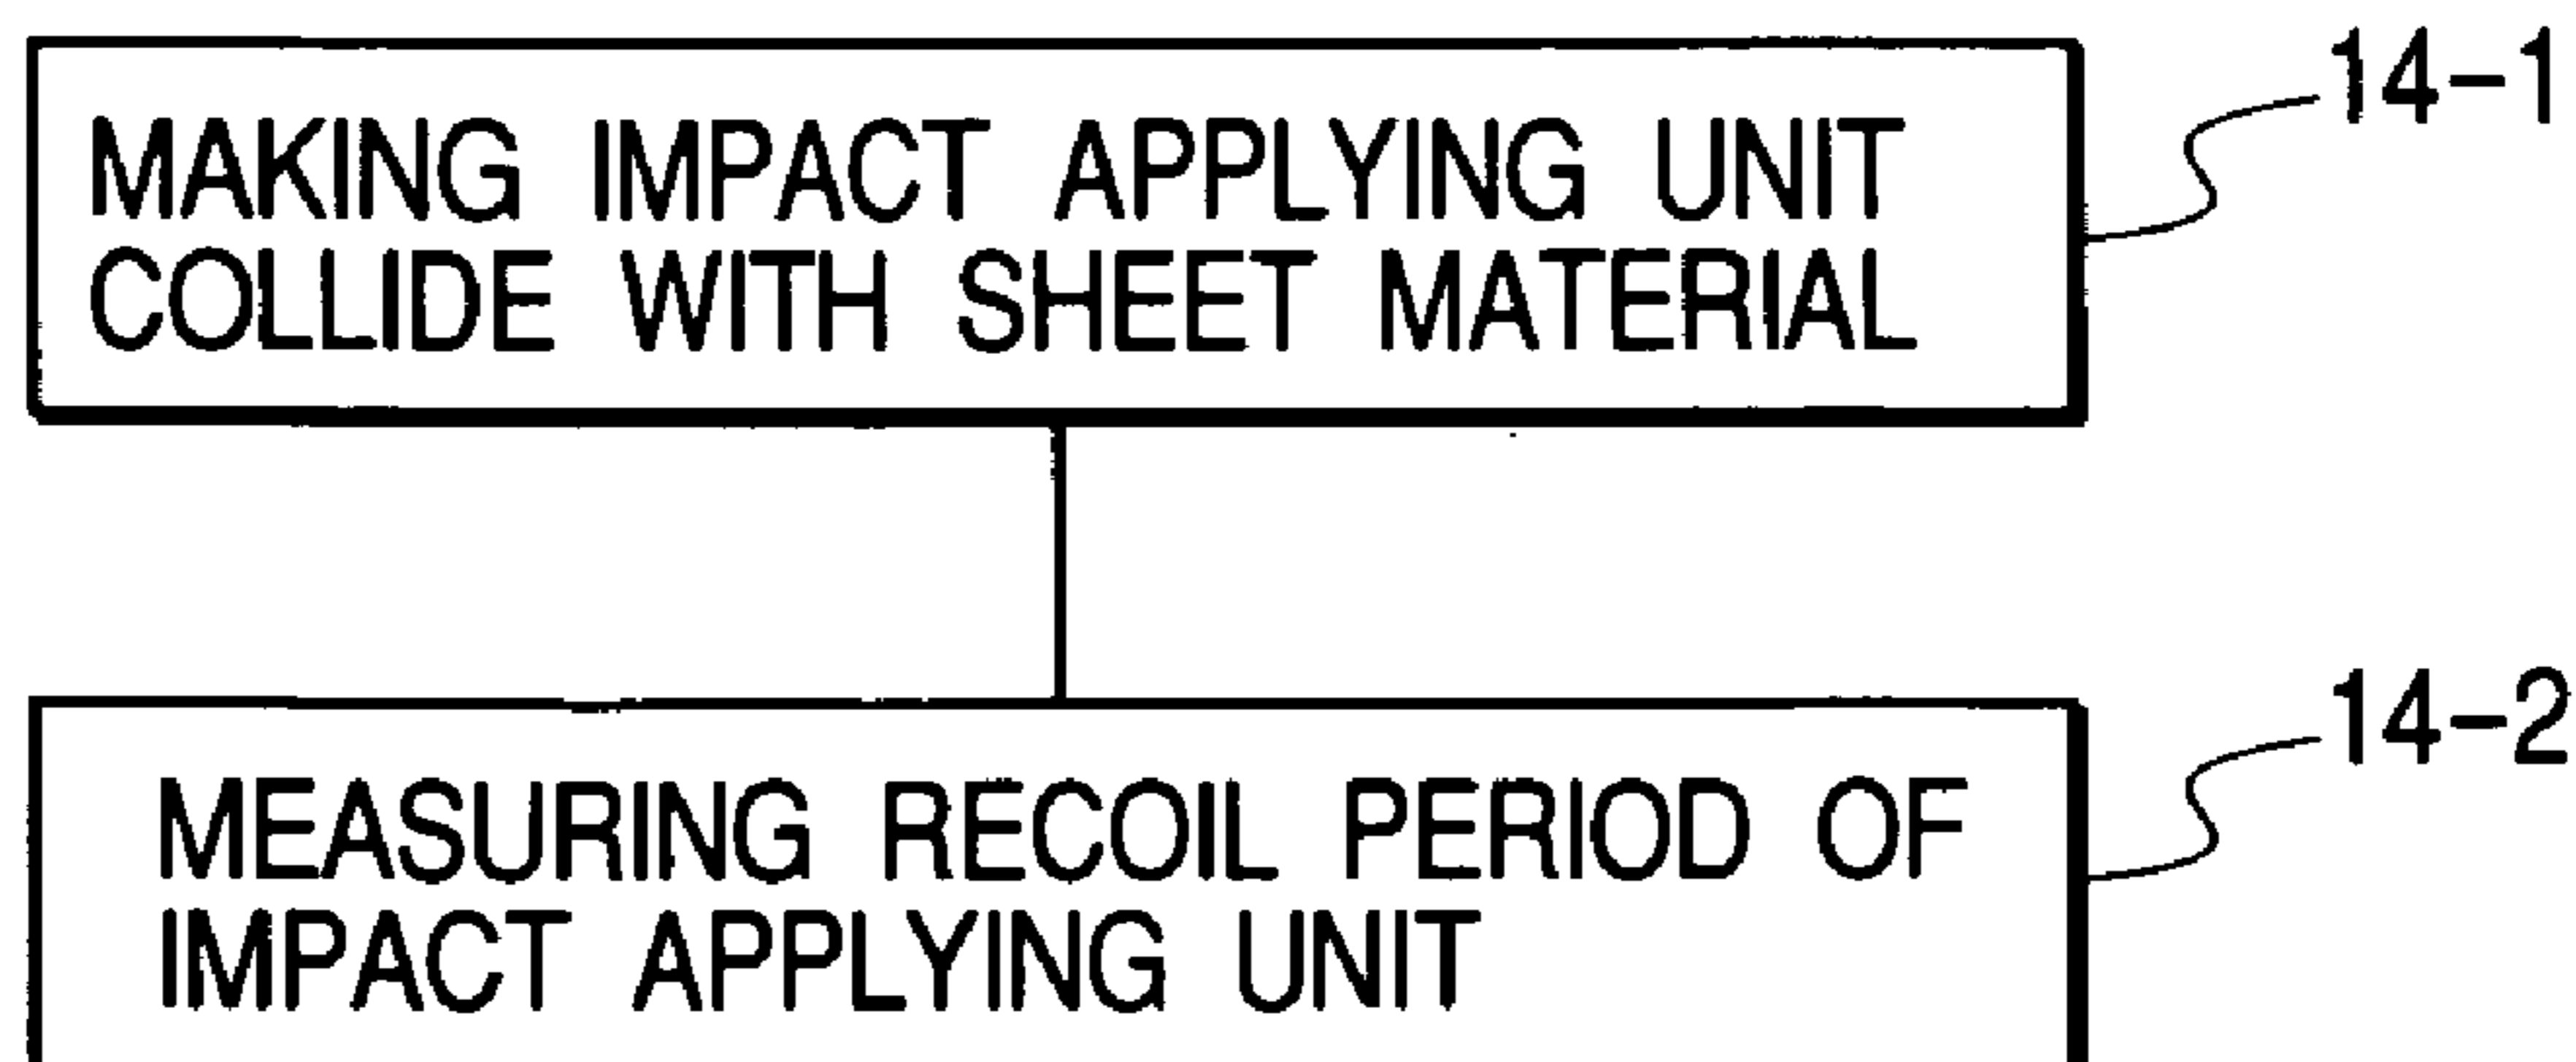 14-1
MAKING IMPACT APPLYING UNIT
COLLIDE WITH SHEET MATERIAL
14-2
MEASURING RECOIL PERIOD OF
IMPACT APPLYING UNIT